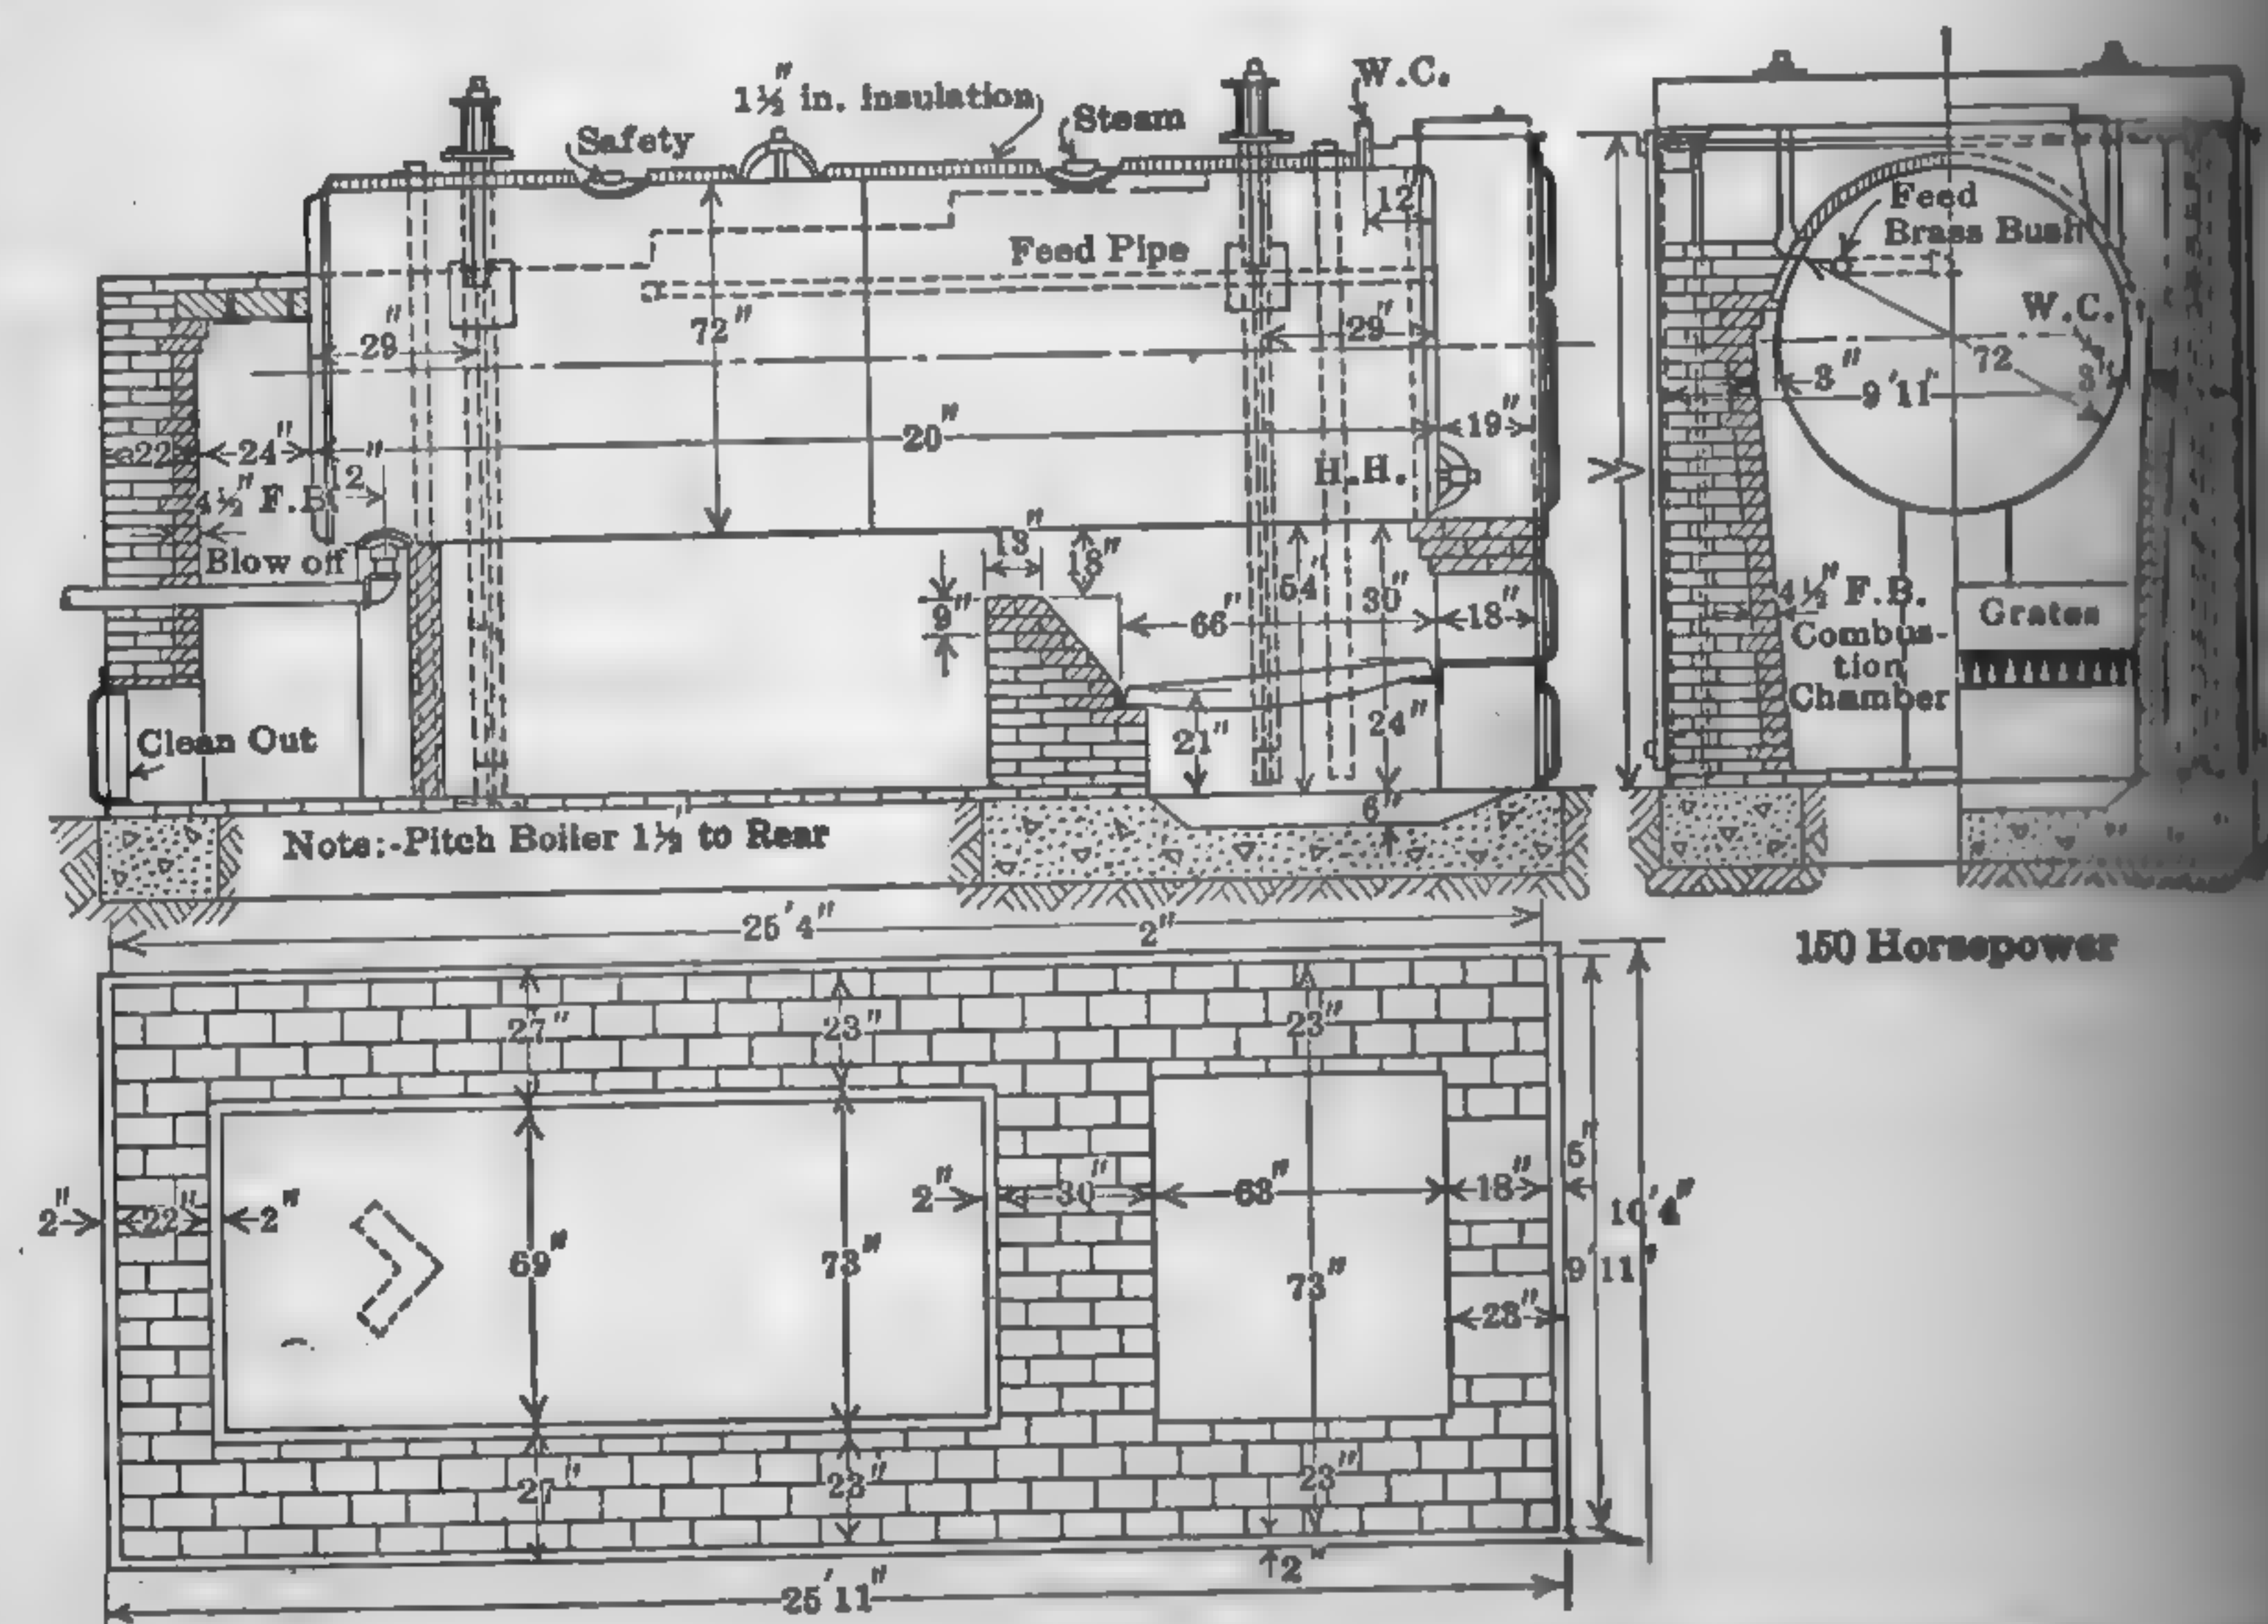 1½" in. Insulation
W.C.
Safety
Steam
12
Feed
Brass Bush
Feed Pipe
W.C.
29"
72"
29"
72
3"
3"
9'11"
20"
19"
22
24"
H.H.
4½" F.B.
2"
Blow off
13"
18"
54"
30"
18"
9"
66"
4½" F.B.
Combus-
tion
Chamber
Grates
Clean Out
21"
24"
6"
Note:-Pitch Boiler 1½" to Rear
25'4"
2"
150 Horsepower
27"
23"
23"
5"
2"
22"
2"
2"
30"
68"
18"
10'4"
69"
73"
73"
9'11"
28"
27"
23"
23"
2"
25'11"